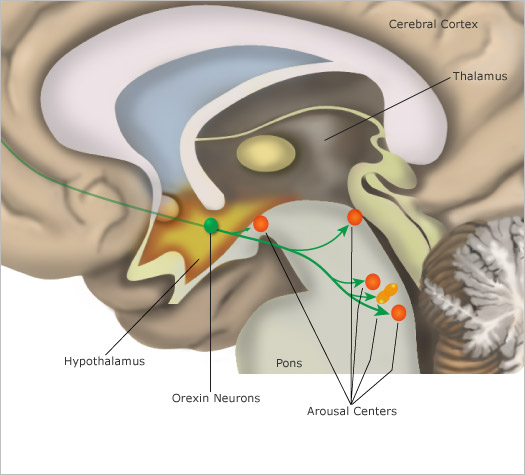 Cerebral Cortex
Thalamus
Hypothalamus
Pons
Orexin Neurons
Arousal Centers